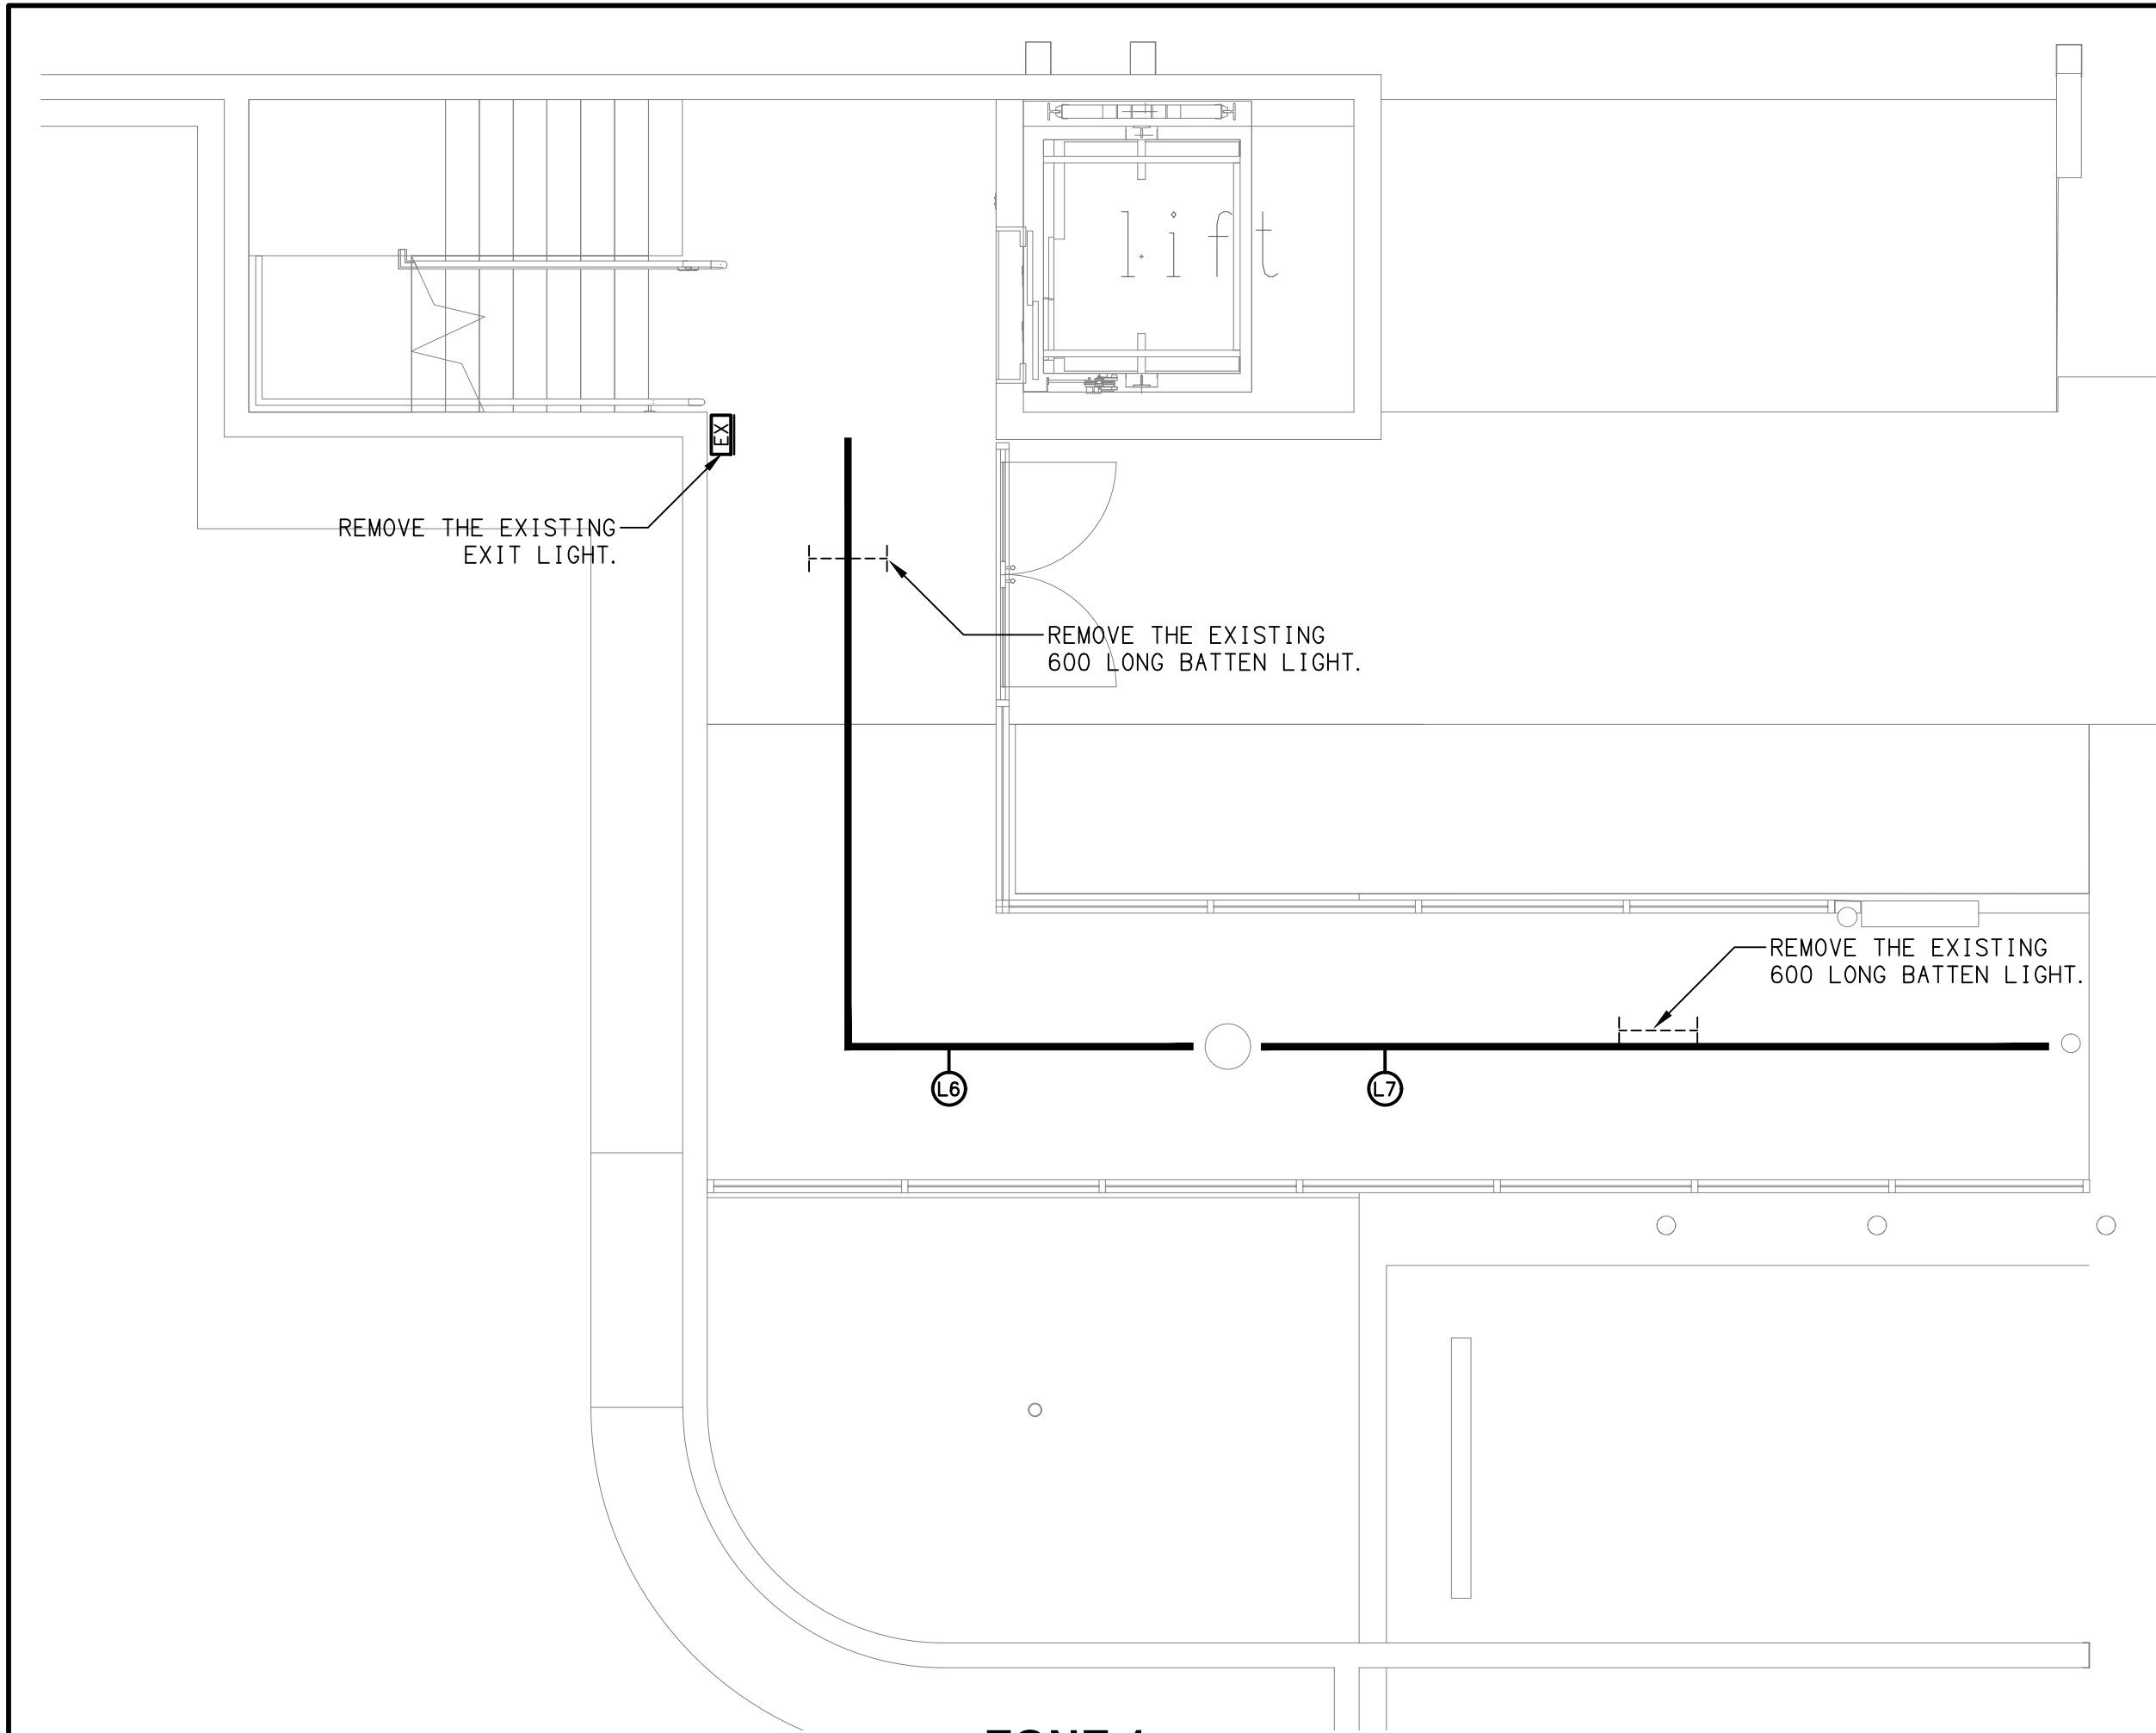 lift
EX
REMOVE THE EXISTING
EXIT LIGHT.
REMOVE THE EXISTING
600 LONG BATTEN LIGHT.
REMOVE THE EXISTING
600 LONG BATTEN LIGHT.
L6
L7